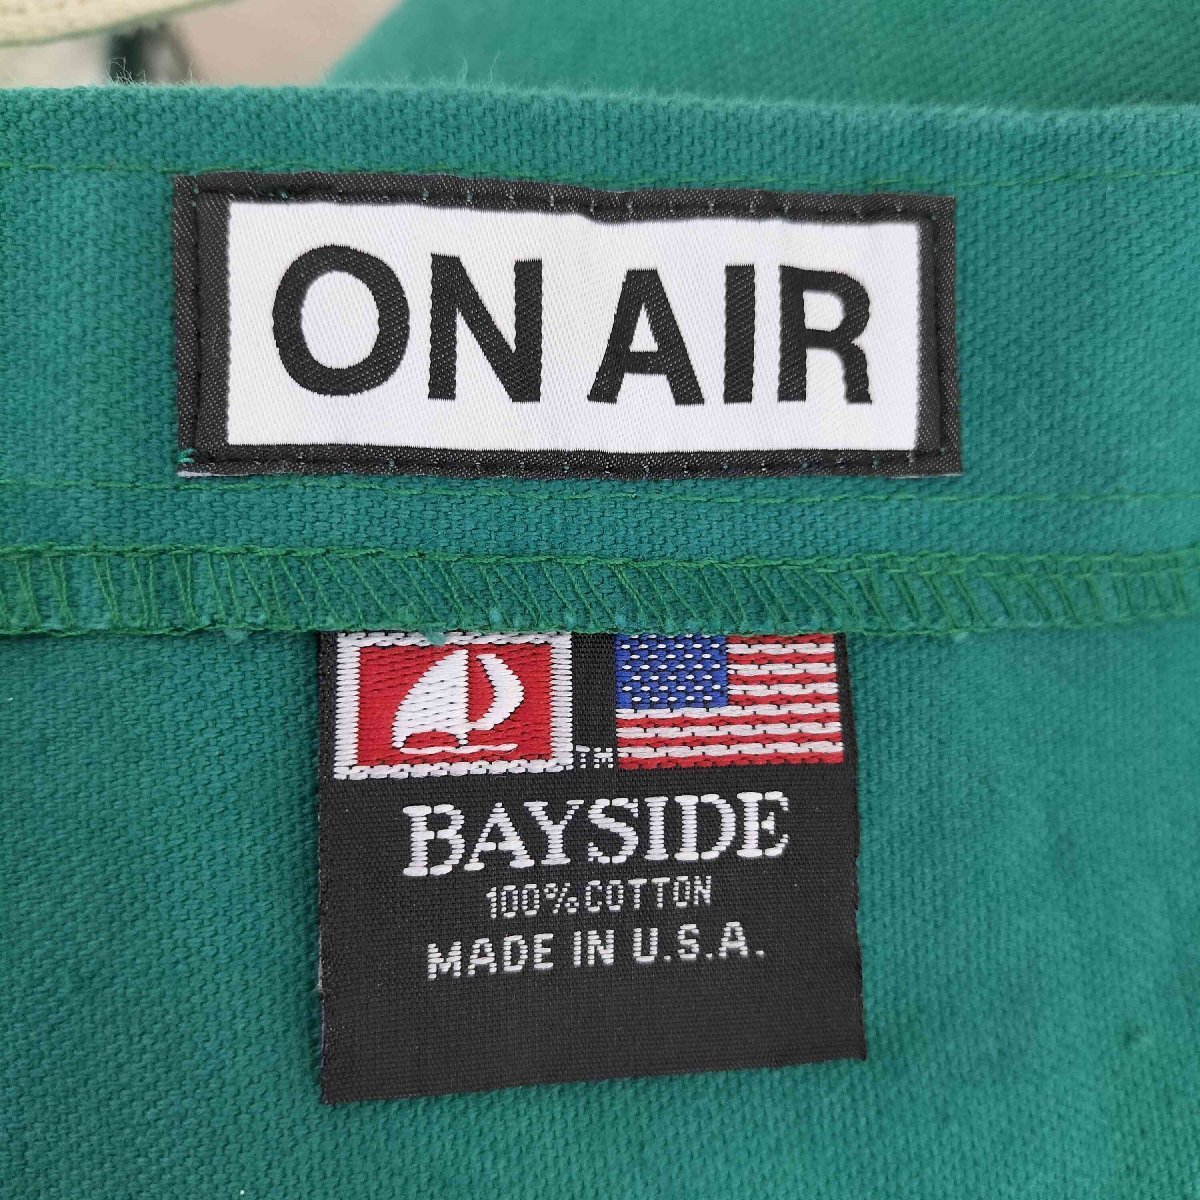 ON AIR
TM
BAYSIDE
100% COTTON
MADE IN U.S.A.